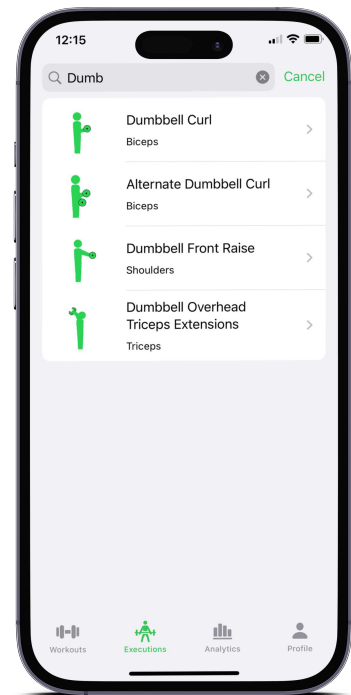 12:15
Dumb
Cancel
Dumbbell Curl
Biceps
Alternate Dumbbell Curl
Biceps
Dumbbell Front Raise
Shoulders
Dumbbell Overhead
Triceps Extensions
Triceps
Workouts
Executions
Analytics
Profile